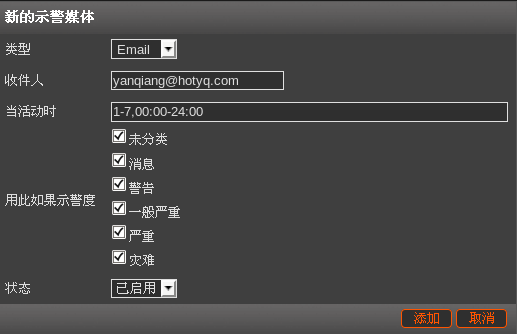 新的示警媒体
类型 Email
收件人 yanqiang@hotyq.com
当活动时 1-7,00:00-24:00
未分类
消息
警告
用此如果示警度
一般严重
严重
灾难
状态 已启用
添加 取消